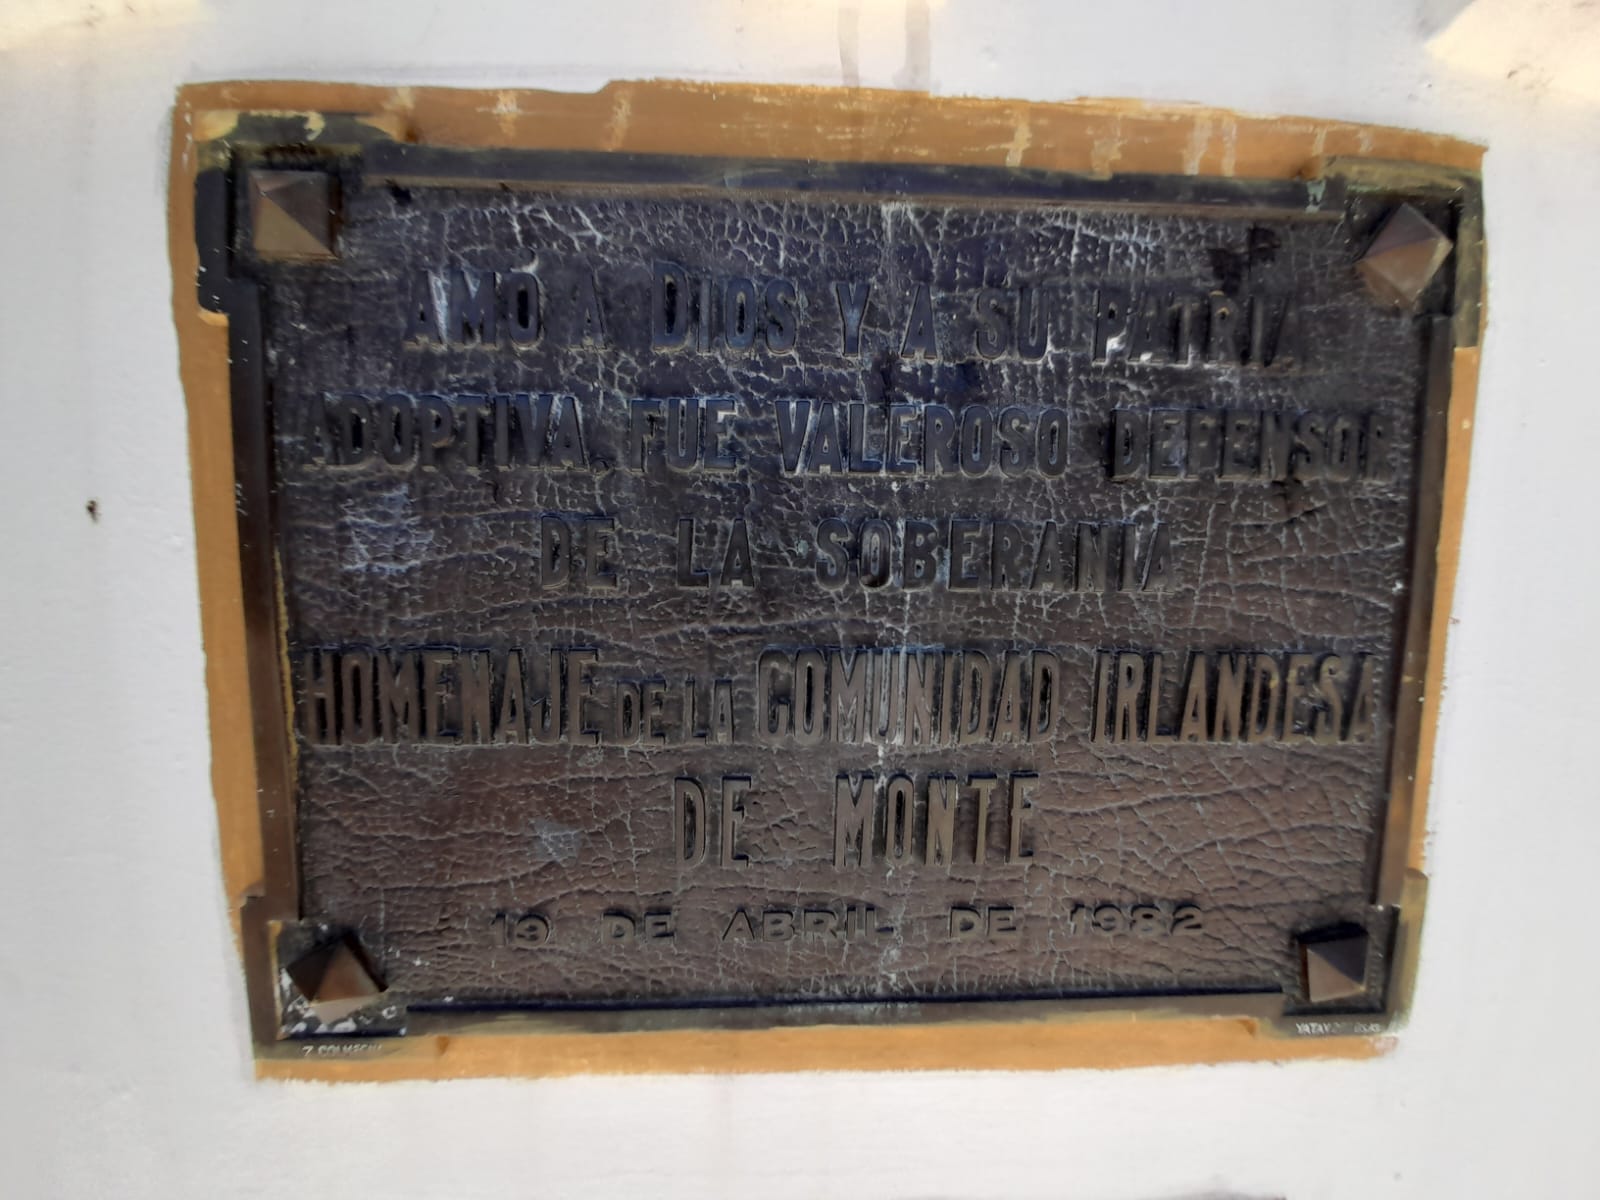 AMO A DIOS Y A SU PATRIA
ADOPTIVA, FUE VALEROSO DEFENSOR
DE LA SOBERANIA
HOMENAJE DE LA COMUNIDAD IRLANDESA
DE MONTE
19 DE ABRIL DE 1982